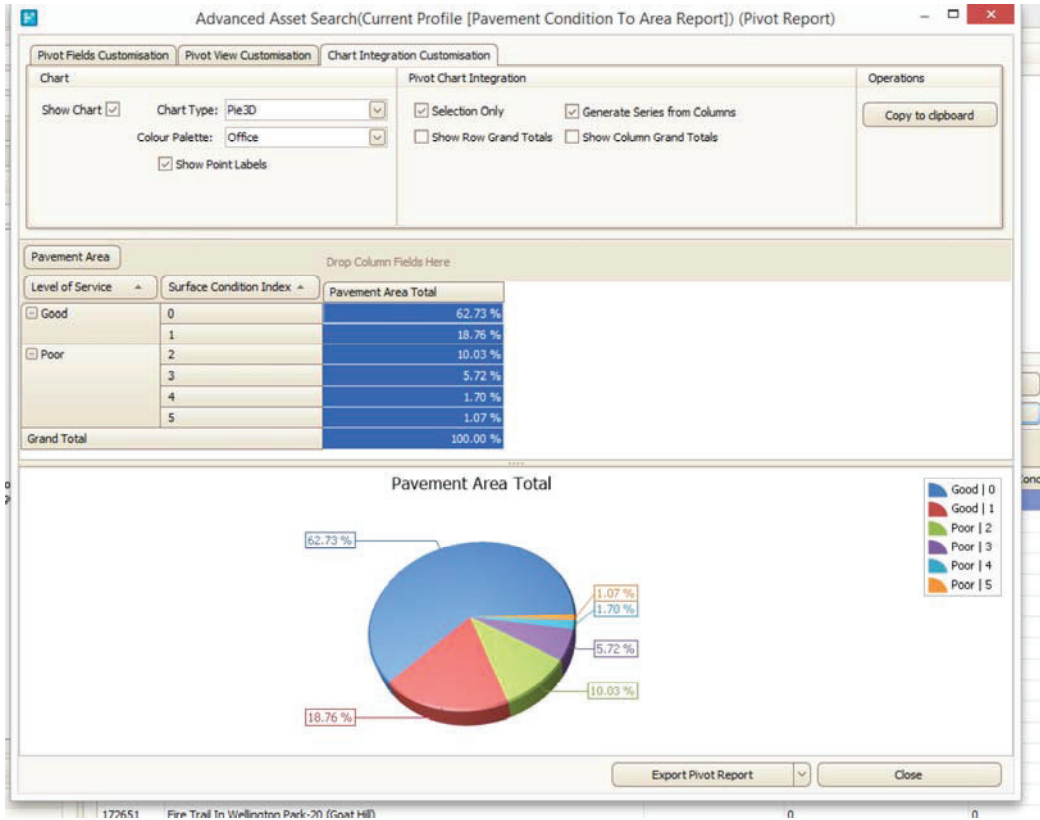 Advanced Asset Search(Current Profile [Pavement Condition To Area Report]) (Pivot Report)
Pivot Fields Customisation Pivot View Customisation Chart Integration Customisation
Chart Pivot Chart Integration Operations
Show Chart Chart Type: Pie3D Selection Only Generate Series from Columns Copy to clipboard
Colour Palette: Office Show Row Grand Totals Show Column Grand Totals
Show Point Labels
Pavement Area Drop Column Fields Here
Level of Service Surface Condition Index Pavement Area Total
Good 0 62.73 %
1 18.76 %
Poor 2 10.03 %
3 5.72 %
4 1.70 %
5 1.07 %
Grand Total 100.00 %
Pavement Area Total
Good | 0
Good | 1
Poor | 2
Poor | 3
Poor | 4
Poor | 5
62.73 %
1.07 %
1.70 %
5.72 %
10.03 %
18.76 %
Export Pivot Report Close
172651 Fire Trail In Wellington Park-20 (Goat Hill) 0 0